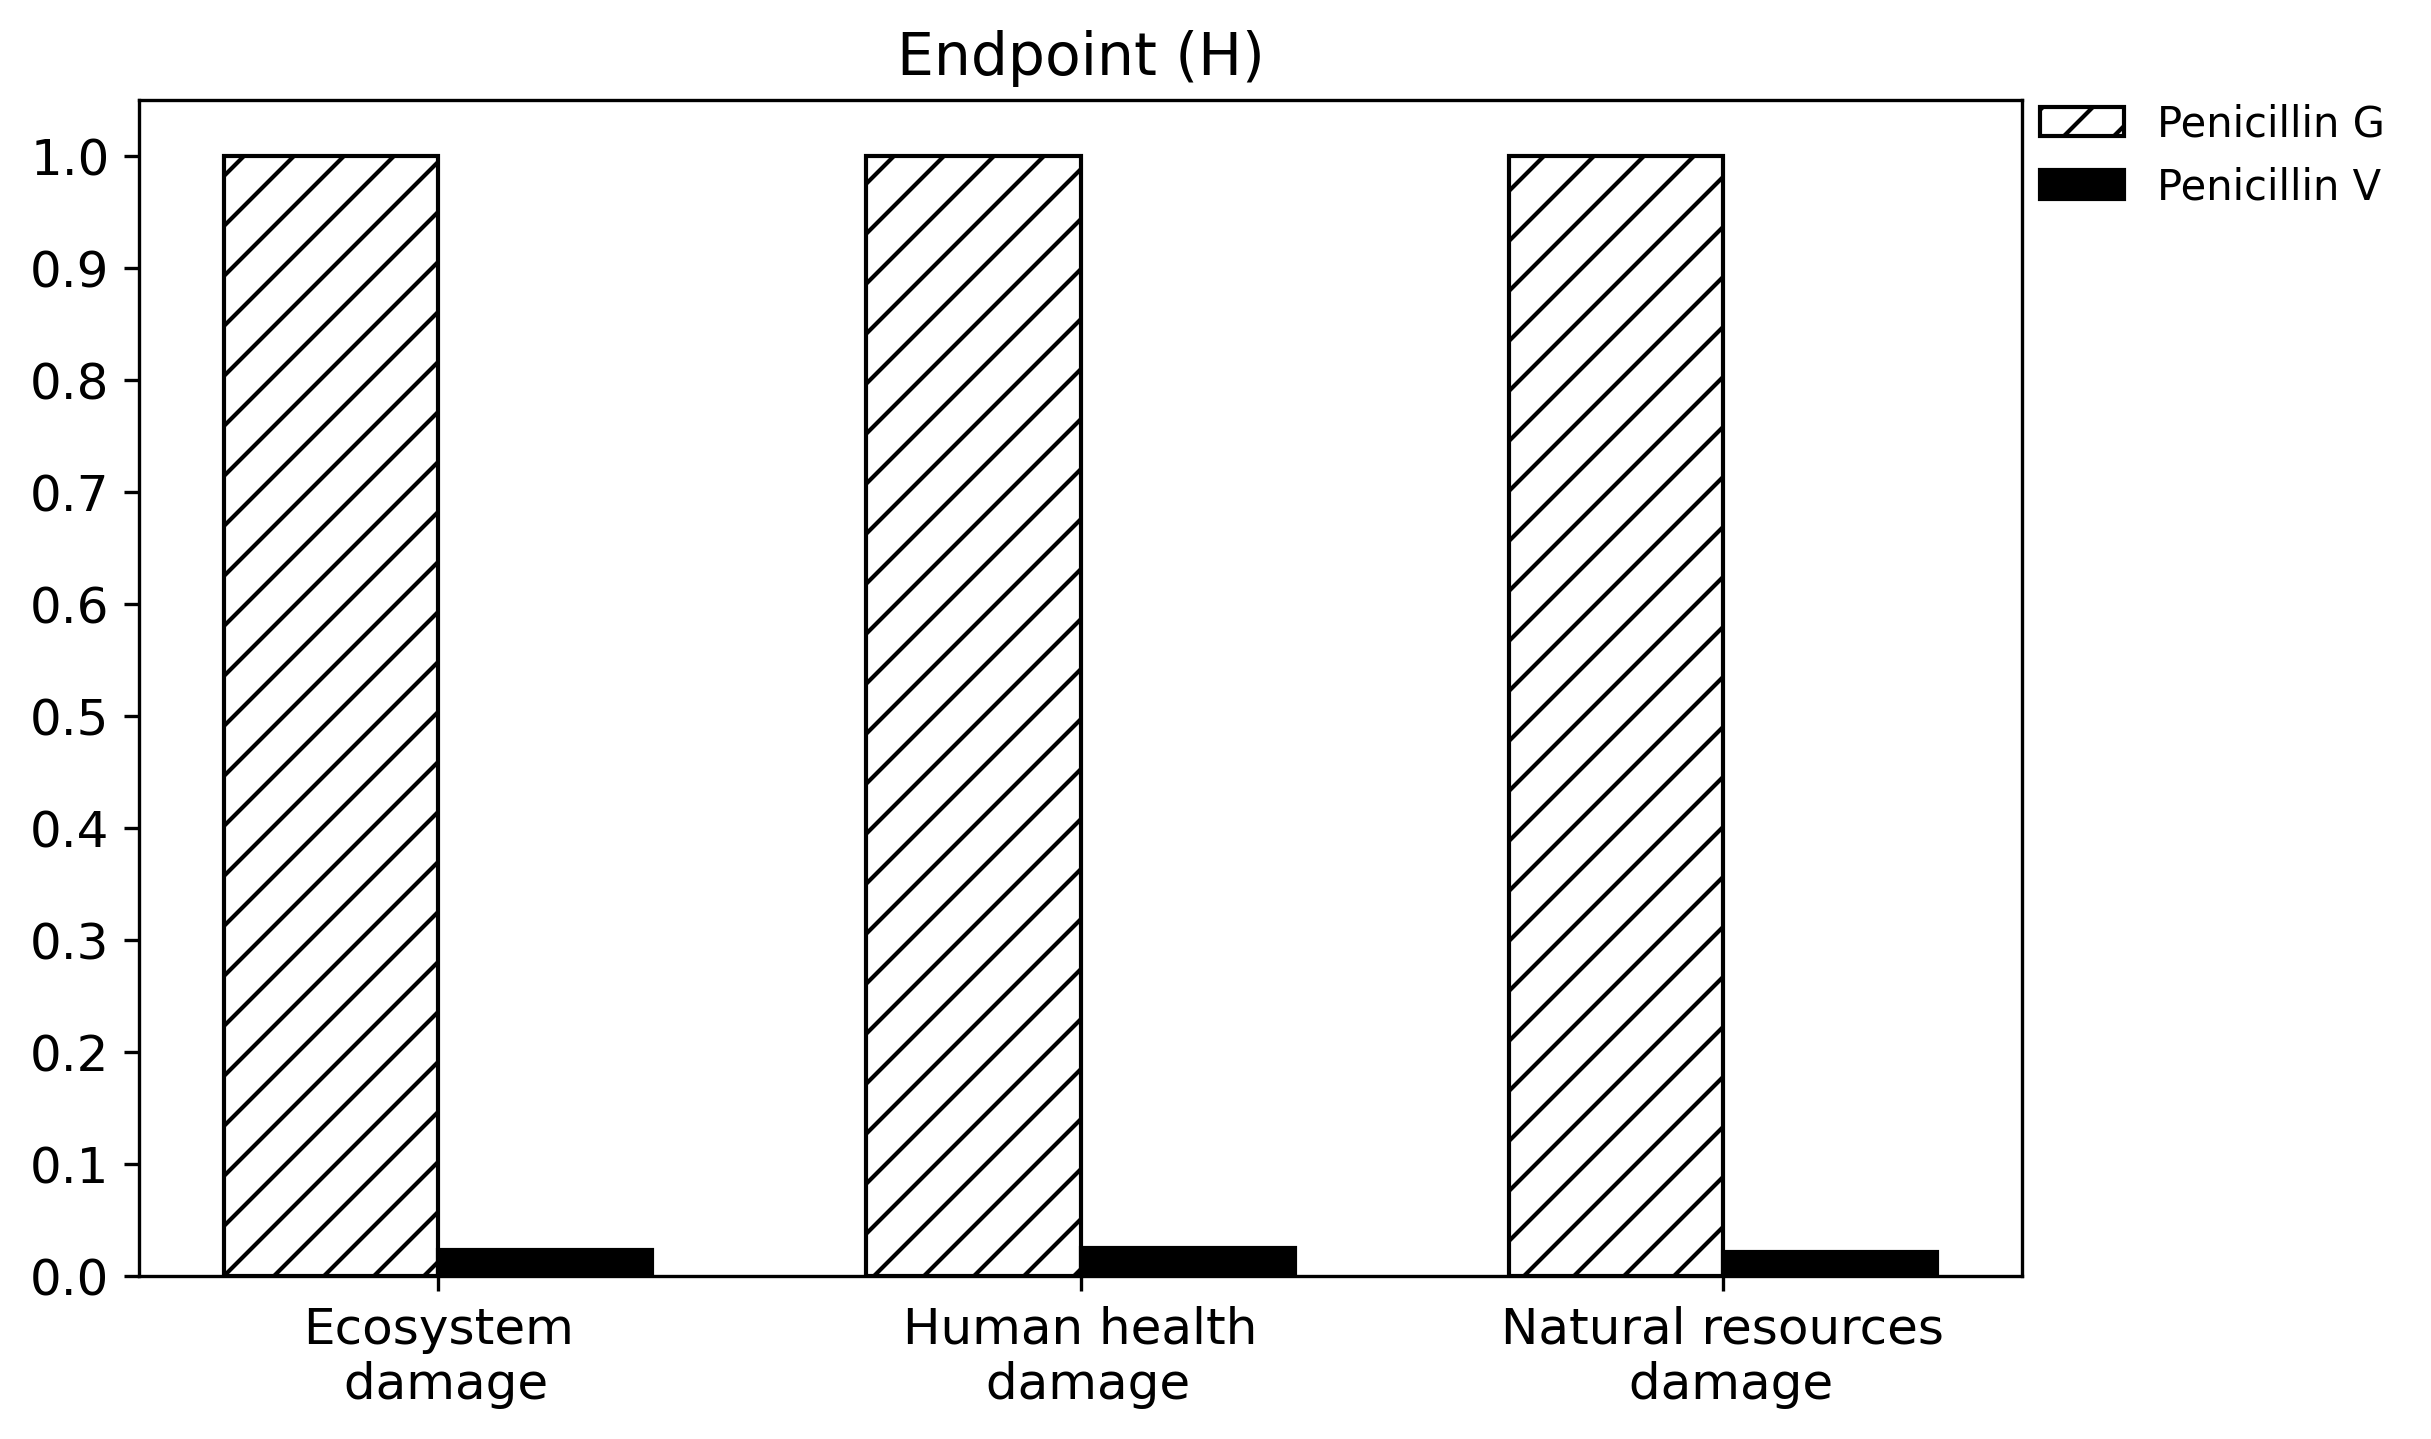 Endpoint (H)
Penicillin G
Penicillin V
1.0
0.9
0.8
0.7
0.6
0.5
0.4
0.3
0.2
0.1
0.0
Ecosystem
damage
Human health
damage
Natural resources
damage